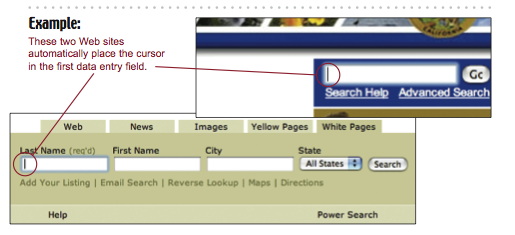 Example:
These two Web sites
automatically place the cursor
in the first data entry field.
CALIFORNIA
Go
Search Help Advanced Search
Web News Images Yellow Pages White Pages
Last Name (req'd) First Name City State
All States Search
Add Your Listing | Email Search | Reverse Lookup | Maps | Directions
Help Power Search